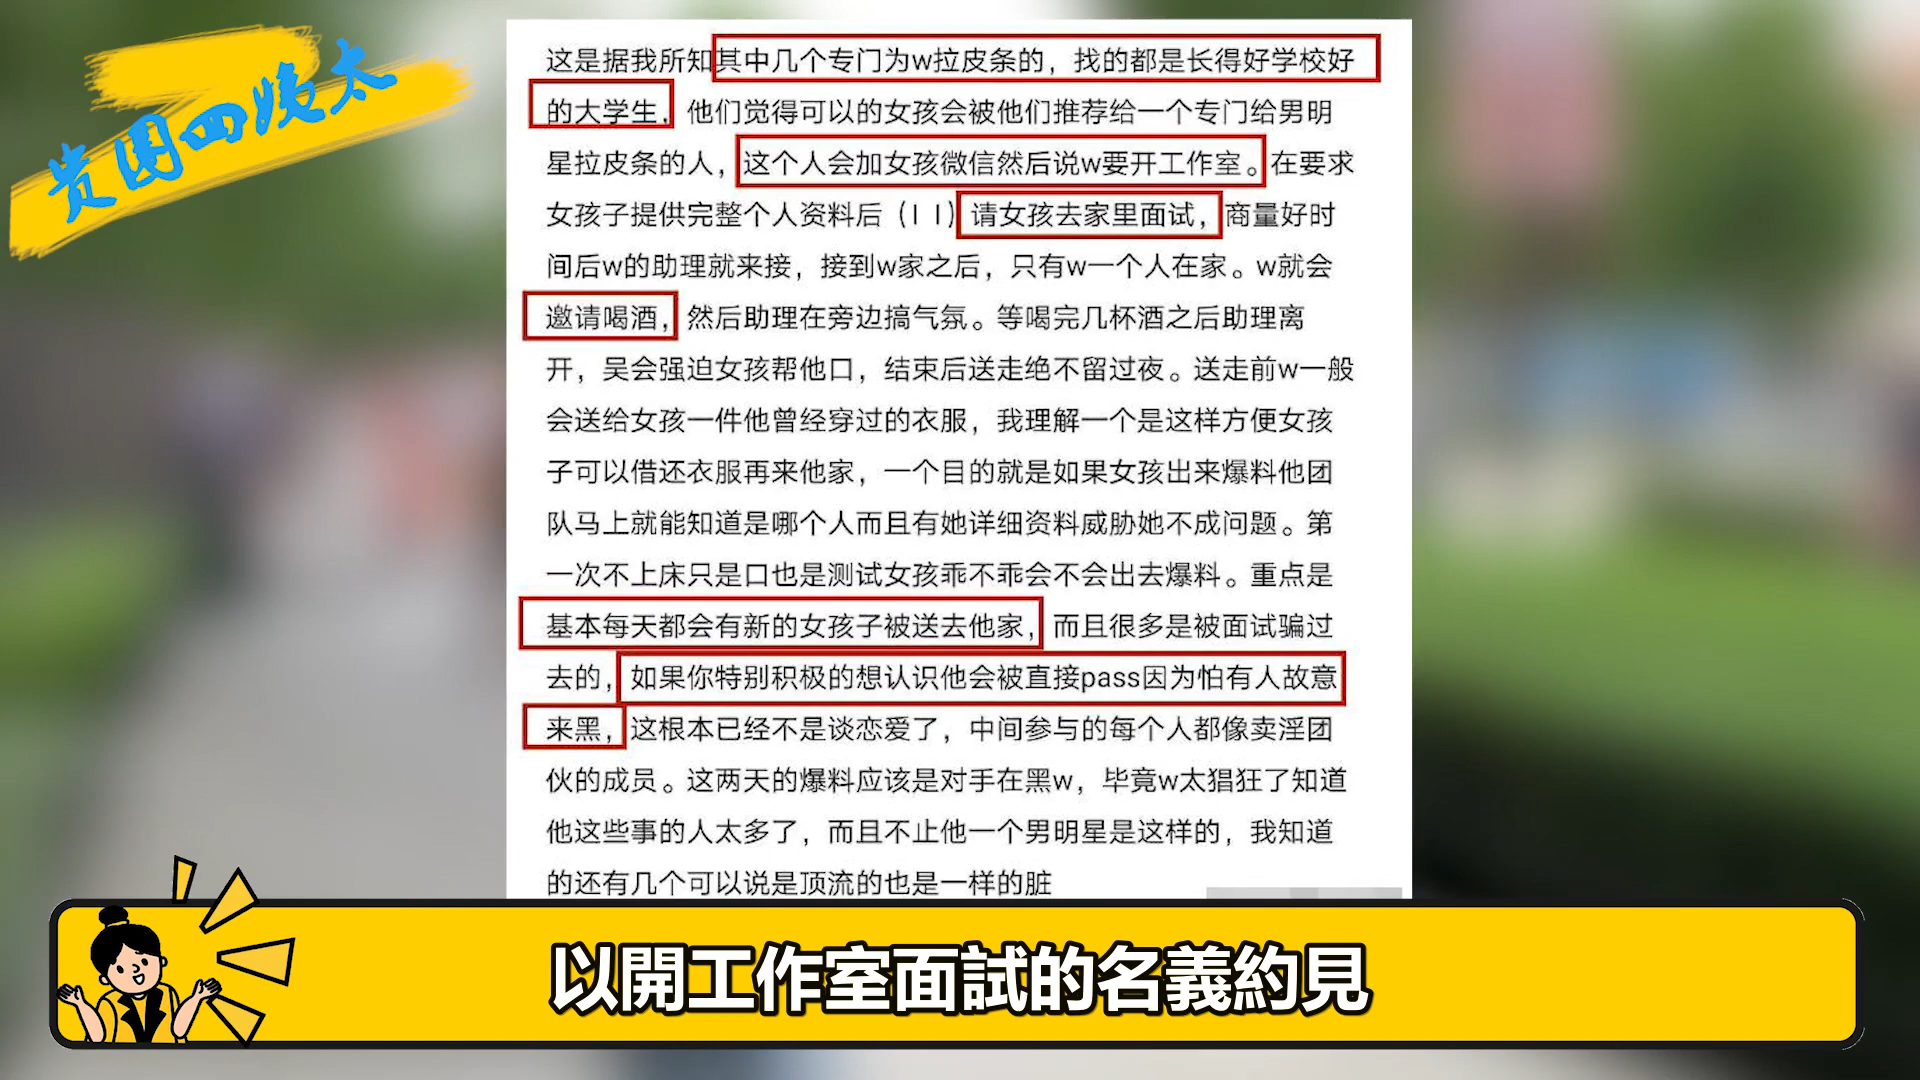 贵圈四姨太
这是据我所知其中几个专门为w拉皮条的，找的都是长得好学校好
的大学生，他们觉得可以的女孩会被他们推荐给一个专门给男明
星拉皮条的人，这个人会加女孩微信然后说w要开工作室。在要求
女孩子提供完整个人资料后（I I）请女孩去家里面试，商量好时
间后w的助理就来接，接到w家之后，只有w一个人在家。w就会
邀请喝酒，然后助理在旁边搞气氛。等喝完几杯酒之后助理离
开，吴会强迫女孩帮他口，结束后送走绝不留过夜。送走前w一般
会送给女孩一件他曾经穿过的衣服，我理解一个是这样方便女孩
子可以借还衣服再来他家，一个目的就是如果女孩出来爆料他团
队马上就能知道是哪个人而且有她详细资料威胁她不成问题。第
一次不上床只是口也是测试女孩乖不乖会不会出去爆料。重点是
基本每天都会有新的女孩子被送去他家，而且很多是被面试骗过
去的，如果你特别积极的想认识他会被直接pass因为怕有人故意
来黑，这根本已经不是谈恋爱了，中间参与的每个人都像卖淫团
伙的成员。这两天的爆料应该是对手在黑w，毕竟w太猖狂了知道
他这些事的人太多了，而且不止他一个男明星是这样的，我知道
的还有几个可以说是顶流的也是一样的脏
以開工作室面試的名義約見